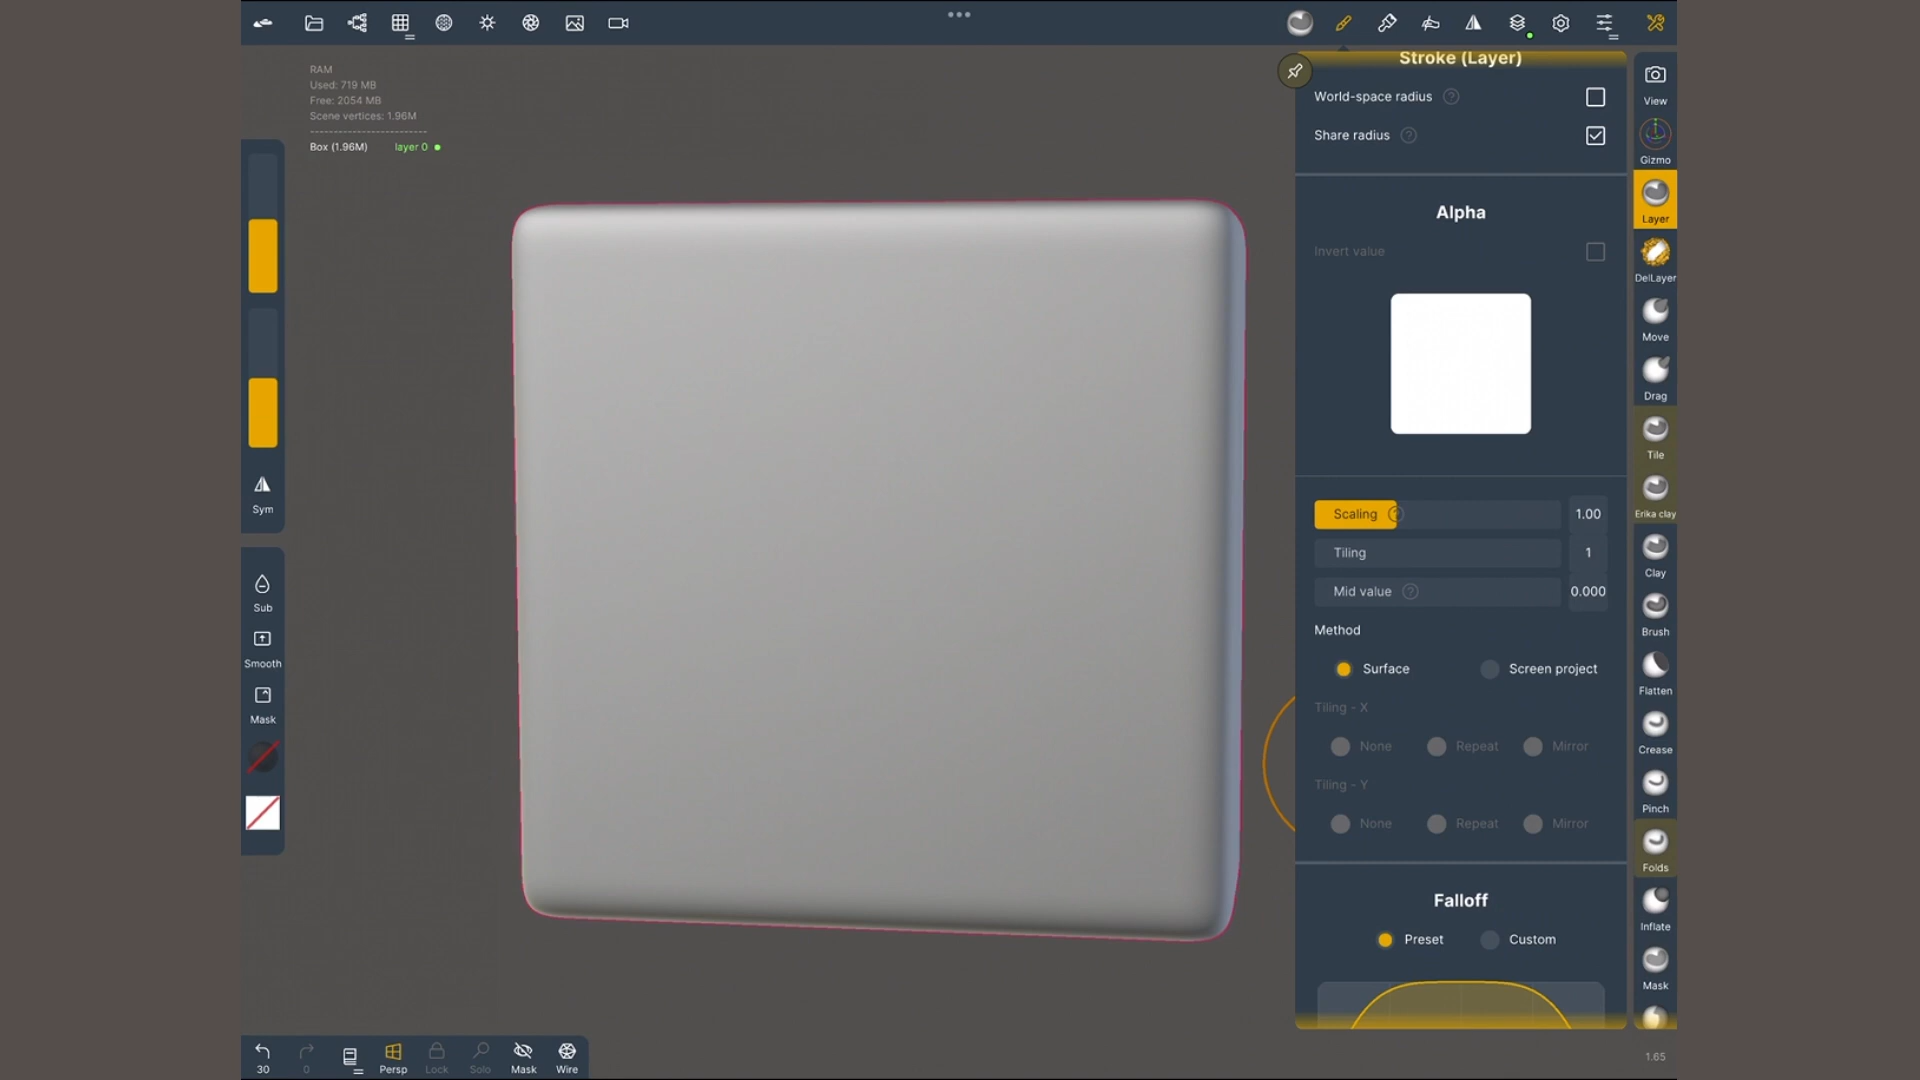 RAM
Used: 719 MB
Free: 2054 MB
Scene vertices: 1.96M
--------------------------
Box (1.96M) layer 0
Sym
Sub
Smooth
Mask
30
0
Persp
Lock
Solo
Mask
Wire
Stroke (Layer)
World-space radius ?
Share radius ?
Alpha
Invert value
Scaling ? 1.00
Tiling 1
Mid value ? 0.000
Method
Surface Screen project
Tiling - X
None Repeat Mirror
Tiling - Y
None Repeat Mirror
Falloff
Preset Custom
View
Gizmo
Layer
DelLayer
Move
Drag
Tile
Erika clay
Clay
Brush
Flatten
Crease
Pinch
Folds
Inflate
Mask
1.65